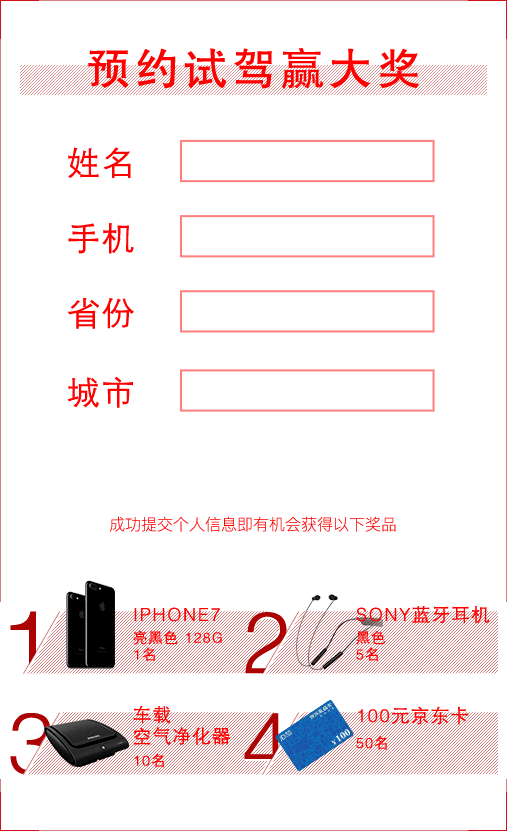 预约试驾赢大奖
姓名
手机
省份
城市
成功提交个人信息即有机会获得以下奖品
1
IPHONE7
亮黑色 128G
1名
2
SONY蓝牙耳机
黑色
5名
3
车载
空气净化器
10名
4
100元京东卡
50名
¥100